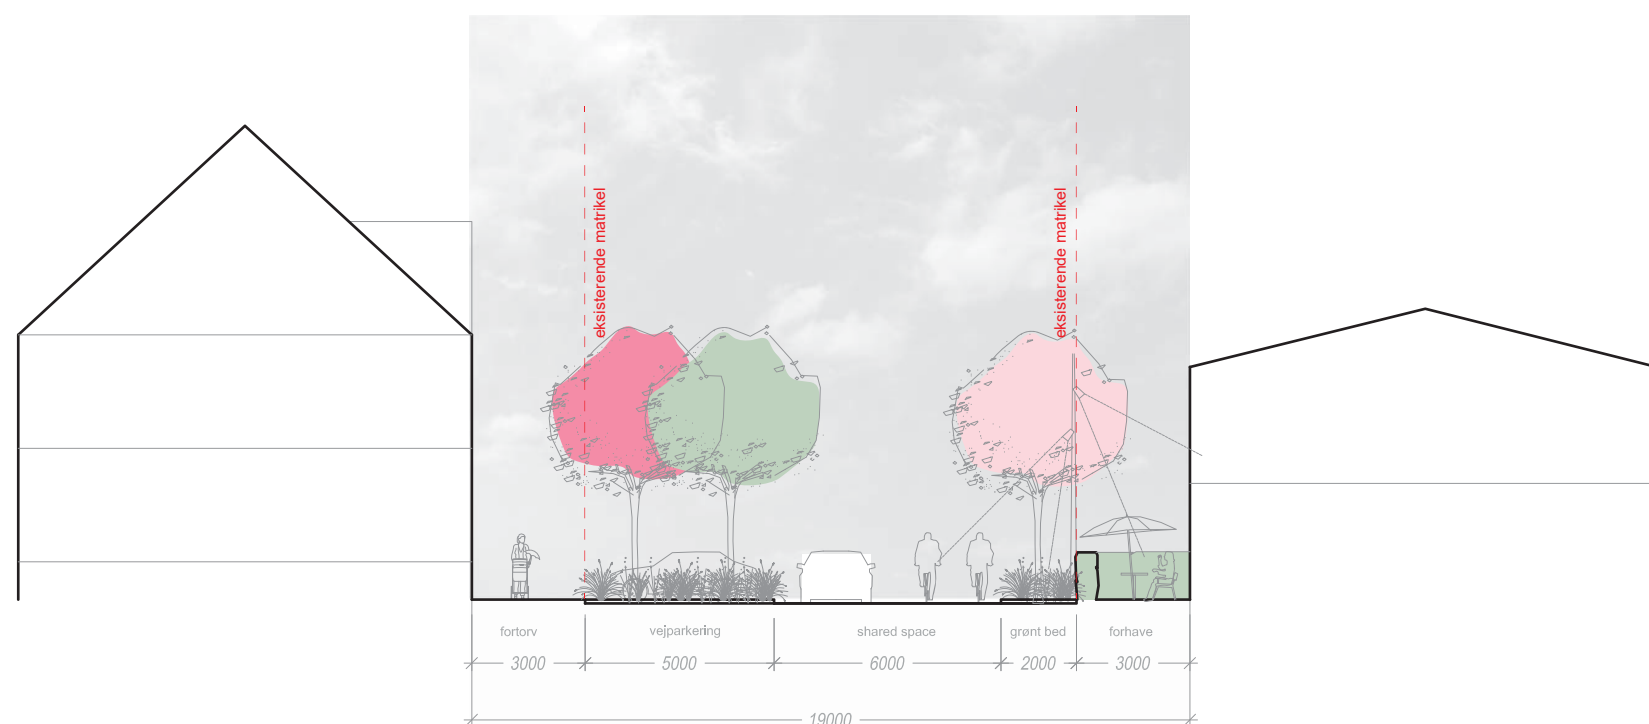 eksisterende matrikel
eksisterende matrikel
fortorv
vejparkering
shared space
grønt bed
forhave
3000
5000
6000
2000
3000
19000